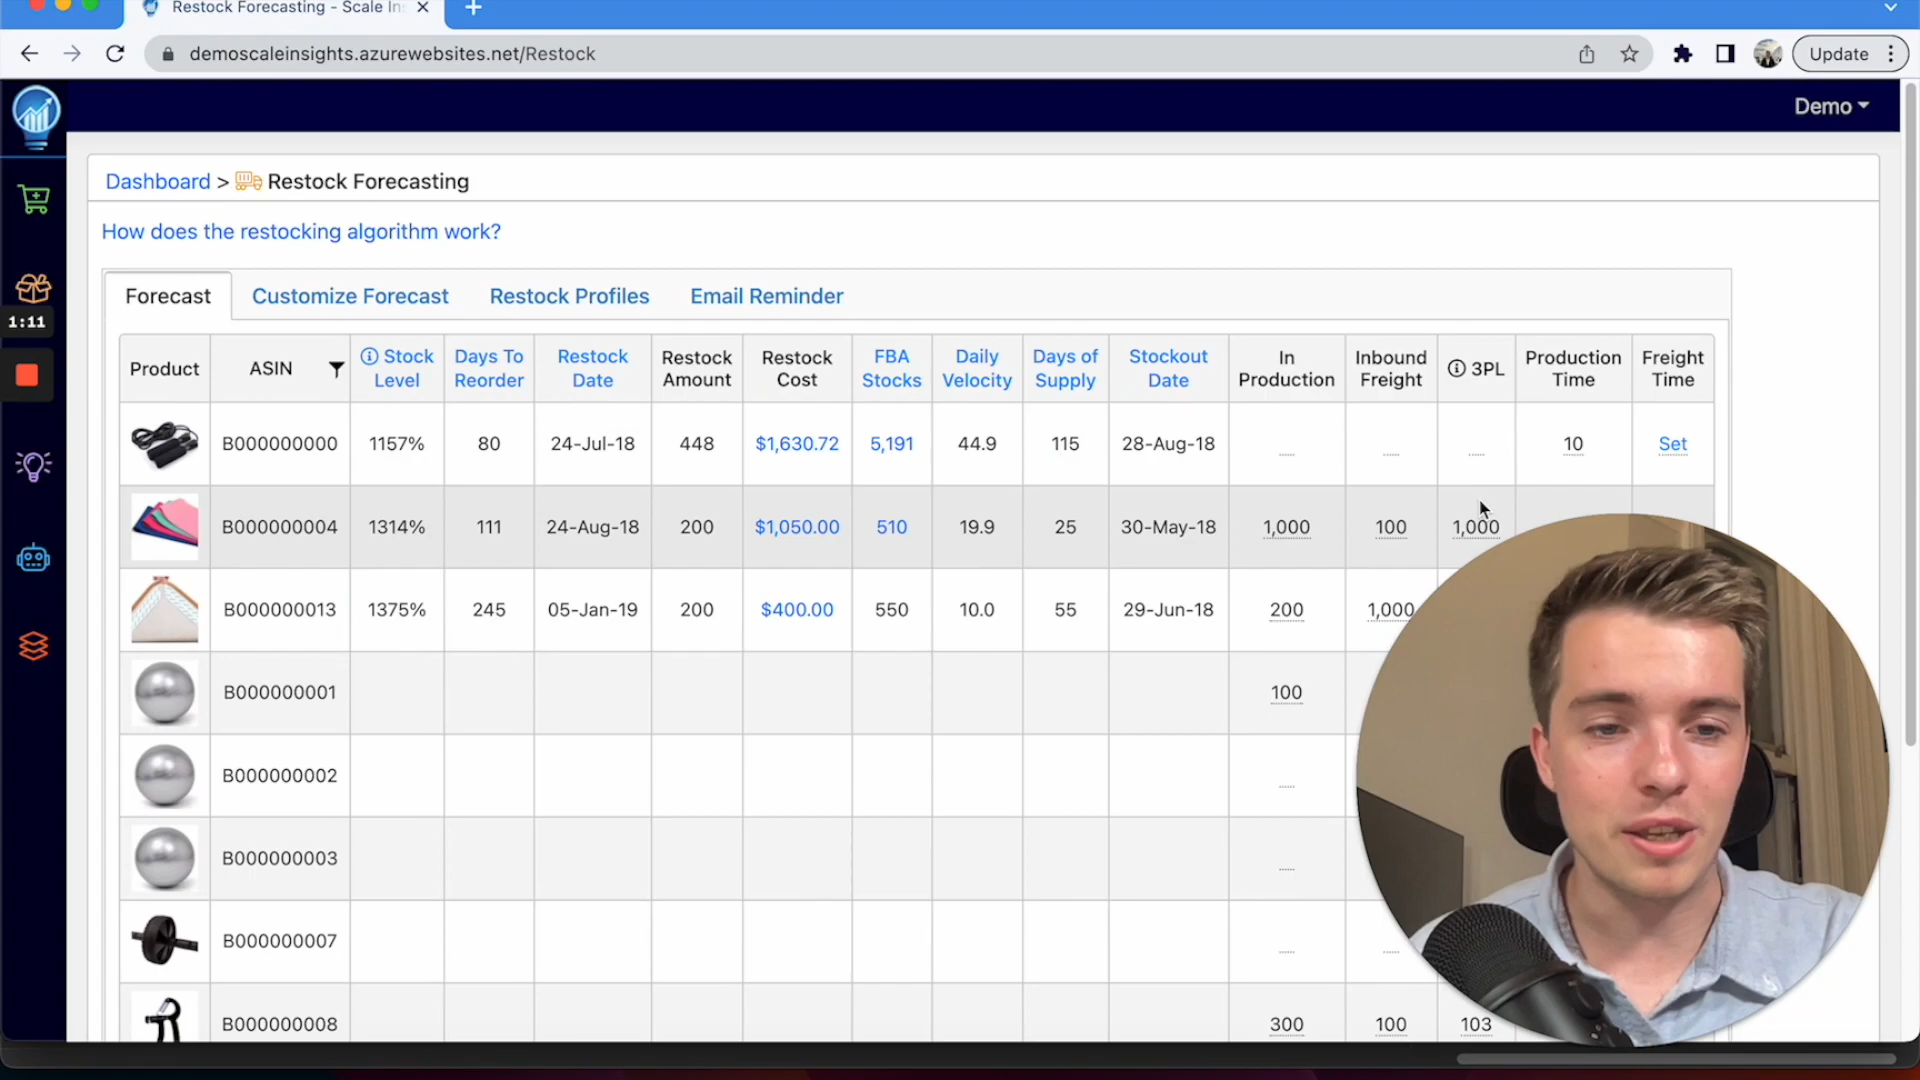 Restock Forecasting - Scale In
demoscaleinsights.azurewebsites.net/Restock
Update
Demo
Dashboard > Restock Forecasting
How does the restocking algorithm work?
1:11
Forecast Customize Forecast Restock Profiles Email Reminder
Product ASIN Stock Level Days To Reorder Restock Date Restock Amount Restock Cost FBA Stocks Daily Velocity Days of Supply Stockout Date In Production Inbound Freight 3PL Production Time Freight Time
B000000000 1157% 80 24-Jul-18 448 $1,630.72 5,191 44.9 115 28-Aug-18 ..... ..... ..... 10 Set
B000000004 1314% 111 24-Aug-18 200 $1,050.00 510 19.9 25 30-May-18 1,000 100 1,000
B000000013 1375% 245 05-Jan-19 200 $400.00 550 10.0 55 29-Jun-18 200 1,000
B000000001 100
B000000002 .....
B000000003 .....
B000000007 ..... .....
B000000008 300 100 103